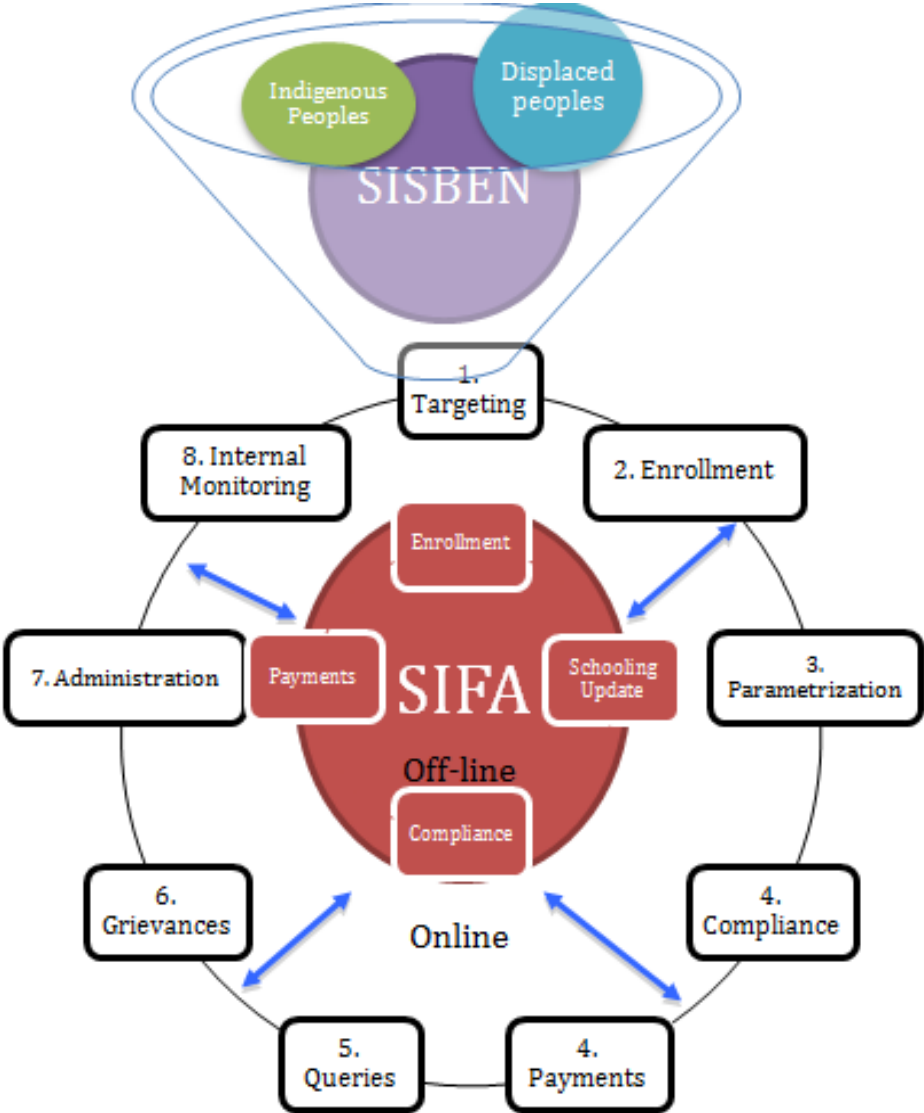 Indigenous
Peoples
Displaced
peoples
SISBEN
1.
Targeting
8. Internal
Monitoring
2. Enrollment
Enrollment
7. Administration
Payments
SIFA
Schooling
Update
3.
Parametrization
Off-line
Compliance
6.
Grievances
4.
Compliance
Online
5.
Queries
4.
Payments